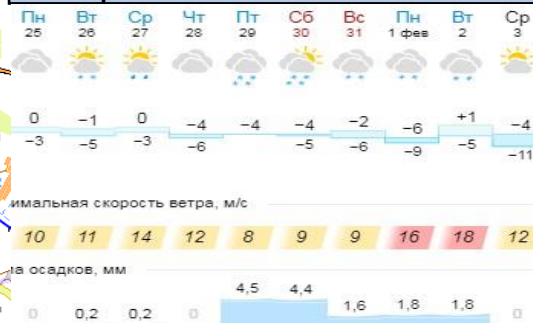 Пн Вт Ср Чт Пт Сб Вс Пн Вт Ср
25 26 27 28 29 30 31 1 фев 2 3
0 −1 0 −4 −4 −4 −2 −6 +1 −4
−3 −5 −3 −6 −5 −6 −9 −5 −11
имальная скорость ветра, м/с
10 11 14 12 8 9 9 16 18 12
ма осадков, мм
0 0,2 0,2 0 4,5 4,4 1,6 1,8 1,8 0